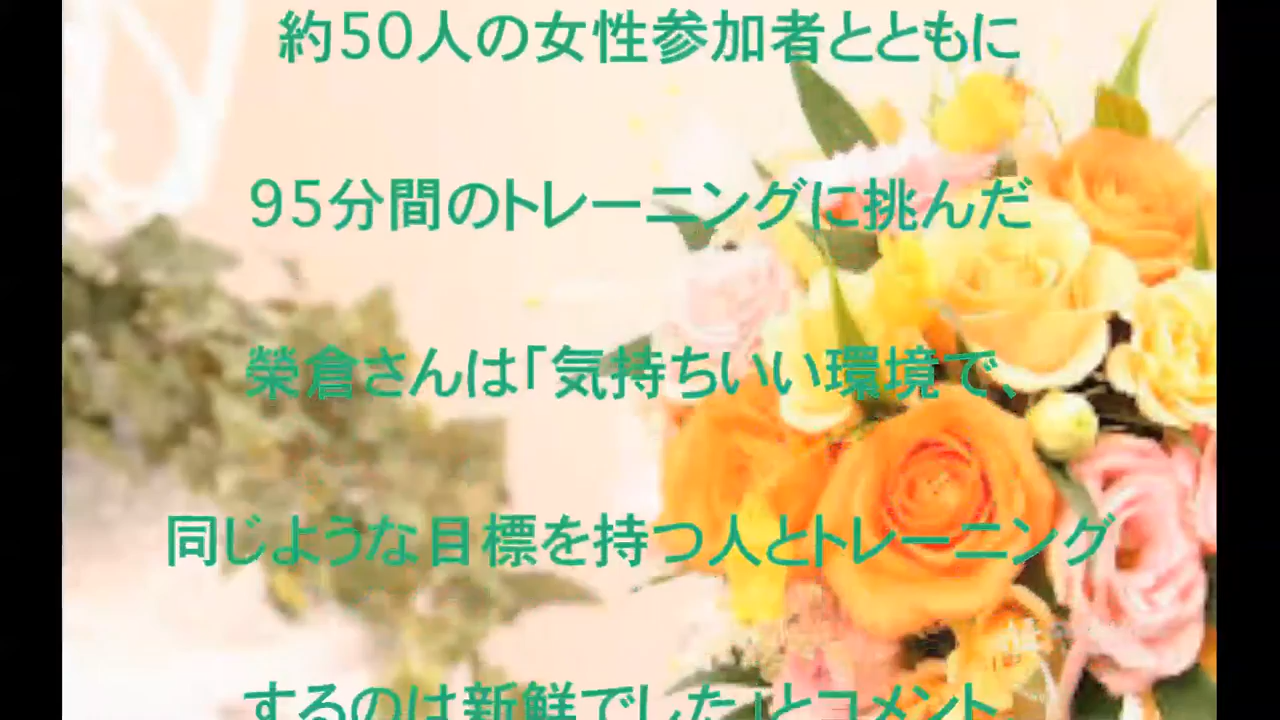 約50人の女性参加者とともに
95分間のトレーニングに挑んだ
榮倉さんは「気持ちいい環境で、
同じような目標を持つ人とトレーニング
するのは新鮮でした」とコメント